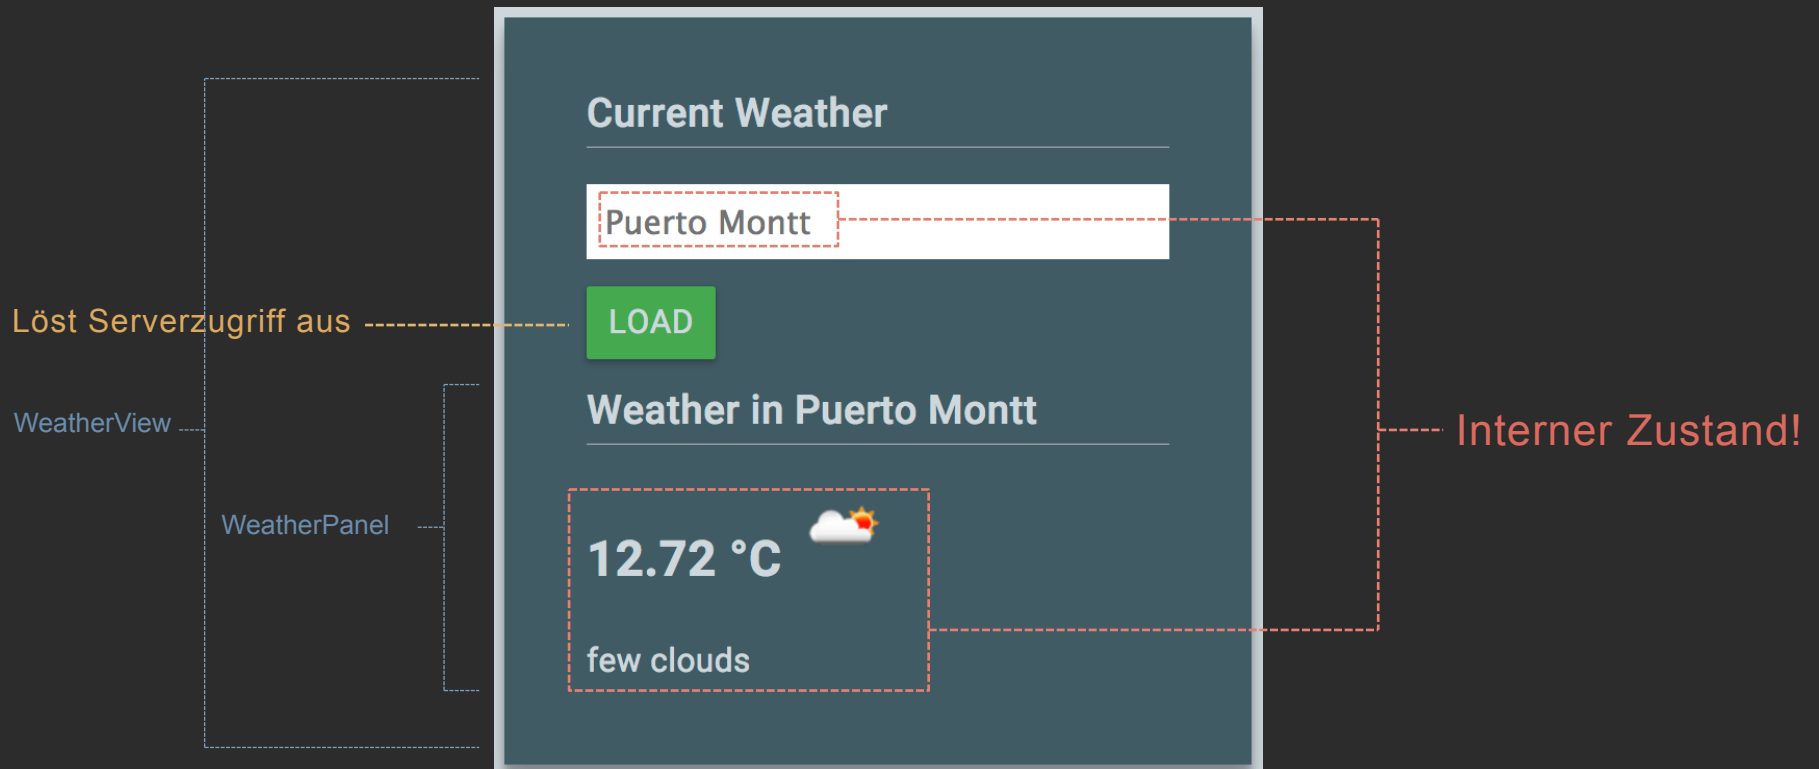 Current Weather
Puerto Montt
Löst Serverzugriff aus
LOAD
WeatherView
Weather in Puerto Montt
Interner Zustand!
WeatherPanel
12.72 °C
few clouds